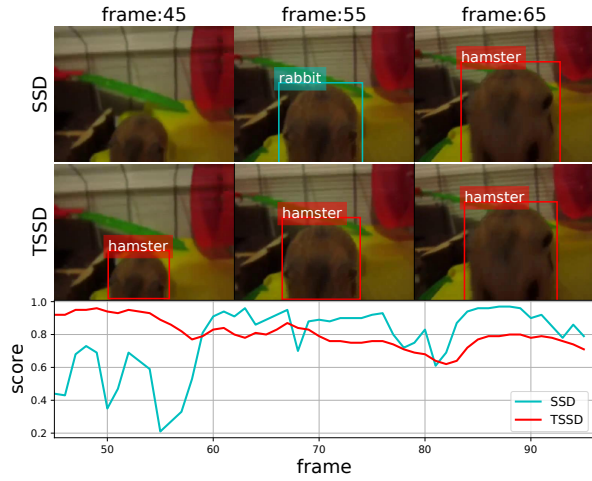 frame:45 frame:55 frame:65
SSD
rabbit
hamster
TSSD
hamster
hamster
hamster
score
1.0
0.8
0.6
0.4
0.2
SSD
TSSD
50 60 70 80 90
frame